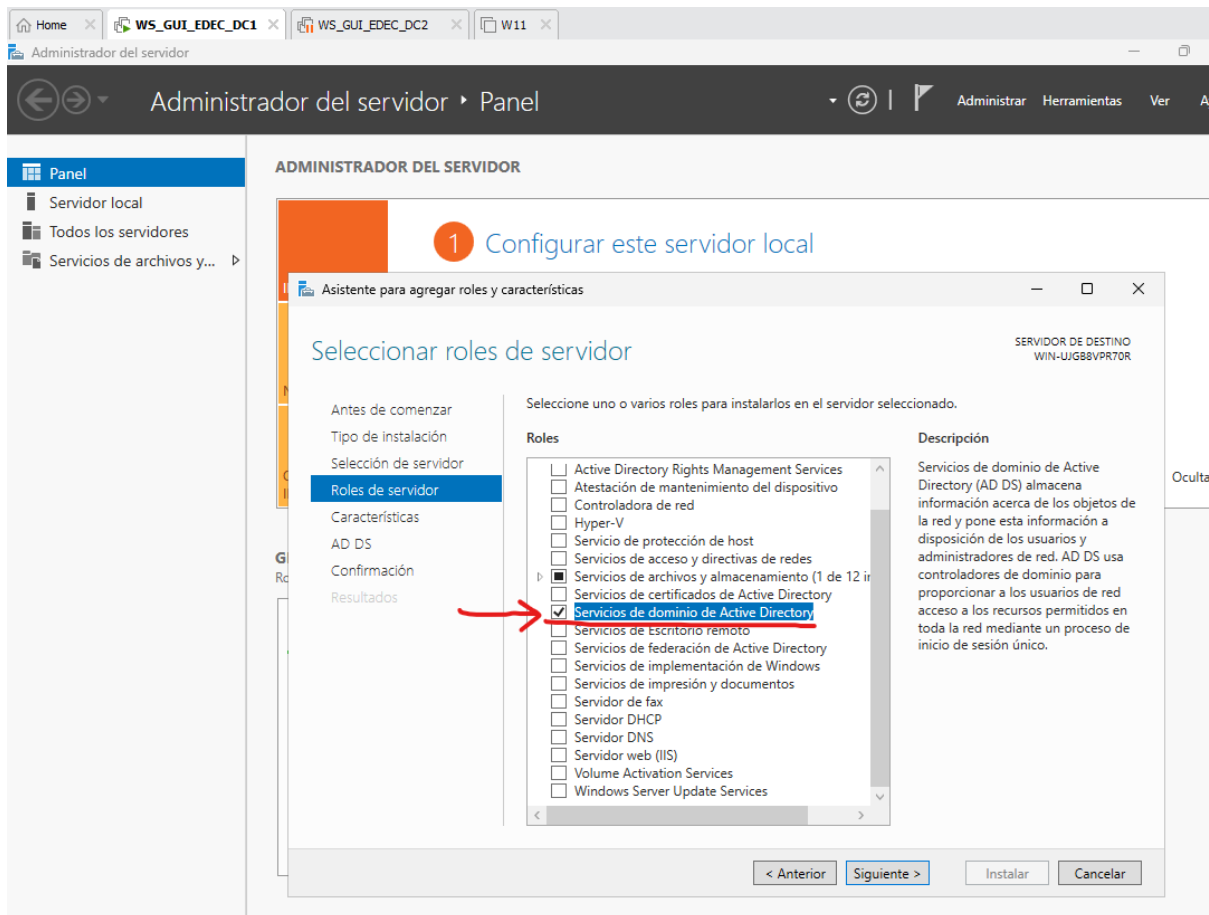 Home
WS_GUI_EDEC_DC1
WS_GUI_EDEC_DC2
W11
Administrador del servidor
Administrador del servidor
Panel
Administrar
Herramientas
Ver
A
Panel
Servidor local
Todos los servidores
Servicios de archivos y...
ADMINISTRADOR DEL SERVIDOR
1
Configurar este servidor local
Asistente para agregar roles y características
Seleccionar roles de servidor
SERVIDOR DE DESTINO
WIN-UJGB8VPR70R
Antes de comenzar
Tipo de instalación
Selección de servidor
Roles de servidor
Características
AD DS
Confirmación
Resultados
Seleccione uno o varios roles para instalarlos en el servidor seleccionado.
Roles
Active Directory Rights Management Services
Atestación de mantenimiento del dispositivo
Controladora de red
Hyper-V
Servicio de protección de host
Servicios de acceso y directivas de redes
Servicios de archivos y almacenamiento (1 de 12 in
Servicios de certificados de Active Directory
Servicios de dominio de Active Directory
Servicios de Escritorio remoto
Servicios de federación de Active Directory
Servicios de implementación de Windows
Servicios de impresión y documentos
Servidor de fax
Servidor DHCP
Servidor DNS
Servidor web (IIS)
Volume Activation Services
Windows Server Update Services
Descripción
Servicios de dominio de Active
Directory (AD DS) almacena
información acerca de los objetos de
la red y pone esta información a
disposición de los usuarios y
administradores de red. AD DS usa
controladores de dominio para
proporcionar a los usuarios de red
acceso a los recursos permitidos en
toda la red mediante un proceso de
inicio de sesión único.
Oculta
< Anterior
Siguiente >
Instalar
Cancelar